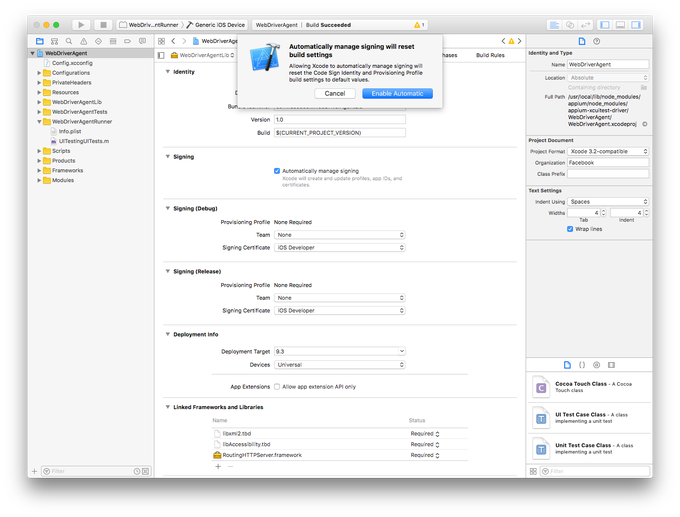 WebDriv...ntRunner
Generic iOS Device
WebDriverAgent | Build Succeeded
1
WebDriverAgent
Config.xcconfig
Configurations
PrivateHeaders
Resources
WebDriverAgentLib
WebDriverAgentTests
WebDriverAgentRunner
Info.plist
UITestingUITests.m
Scripts
Products
Frameworks
Modules
Filter
WebDriverAge
WebDriverAgentLib
Phases
Build Rules
Automatically manage signing will reset
build settings
Allowing Xcode to automatically manage signing will
reset the Code Sign Identity and Provisioning Profile
build settings to default values.
Cancel
Enable Automatic
Identity
Version
1.0
Build
$(CURRENT_PROJECT_VERSION)
Signing
Automatically manage signing
Xcode will create and update profiles, app IDs, and
certificates.
Signing (Debug)
Provisioning Profile None Required
Team None
Signing Certificate iOS Developer
Signing (Release)
Provisioning Profile None Required
Team None
Signing Certificate iOS Developer
Deployment Info
Deployment Target 9.3
Devices Universal
App Extensions Allow app extension API only
Linked Frameworks and Libraries
Name Status
libxml2.tbd Required
libAccessibility.tbd Required
RoutingHTTPServer.framework Required
Identity and Type
Name WebDriverAgent
Location Absolute
Containing directory
Full Path /usr/local/lib/node_modules/
appium/node_modules/
appium-xcuitest-driver/
WebDriverAgent/
WebDriverAgent.xcodeproj
Project Document
Project Format Xcode 3.2-compatible
Organization Facebook
Class Prefix
Text Settings
Indent Using Spaces
Widths 4 4
Tab Indent
Wrap lines
Cocoa Touch Class - A Cocoa
Touch class
UI Test Case Class - A class
implementing a unit test
Unit Test Case Class - A class
implementing a unit test
Filter